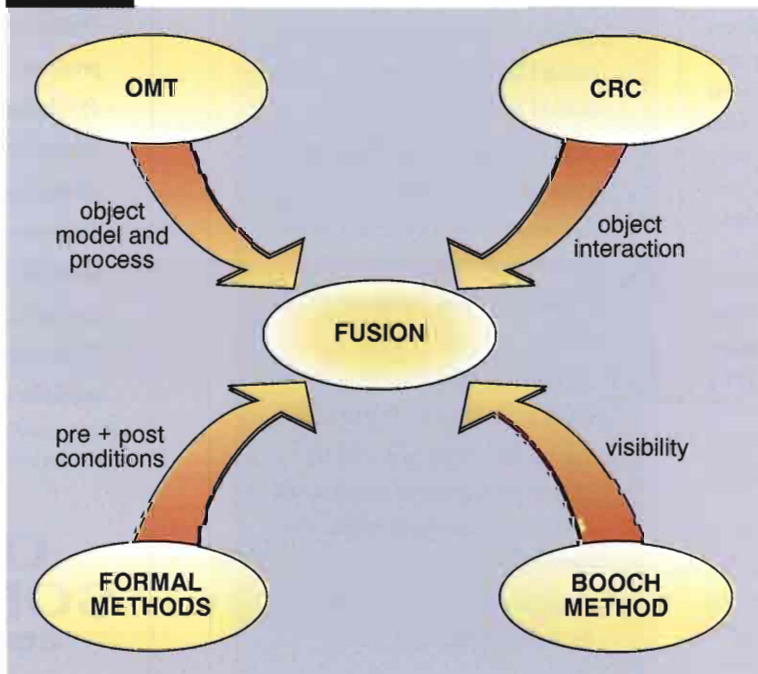 OMT
CRC
object
model and
process
object
interaction
FUSION
pre + post
conditions
visibility
FORMAL
METHODS
BOOCH
METHOD